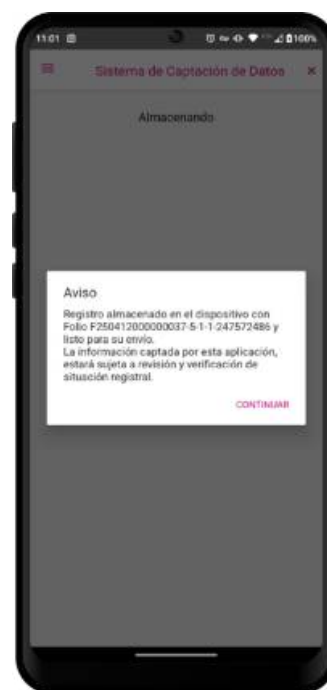 11:01
100%
Sistema de Captación de Datos ×
Almacenando
Aviso
Registro almacenado en el dispositivo con
Folio F250412000000037-5-1-1-247572486 y
listo para su envío.
La información captada por esta aplicación,
estará sujeta a revisión y verificación de
situación registral.
CONTINUAR